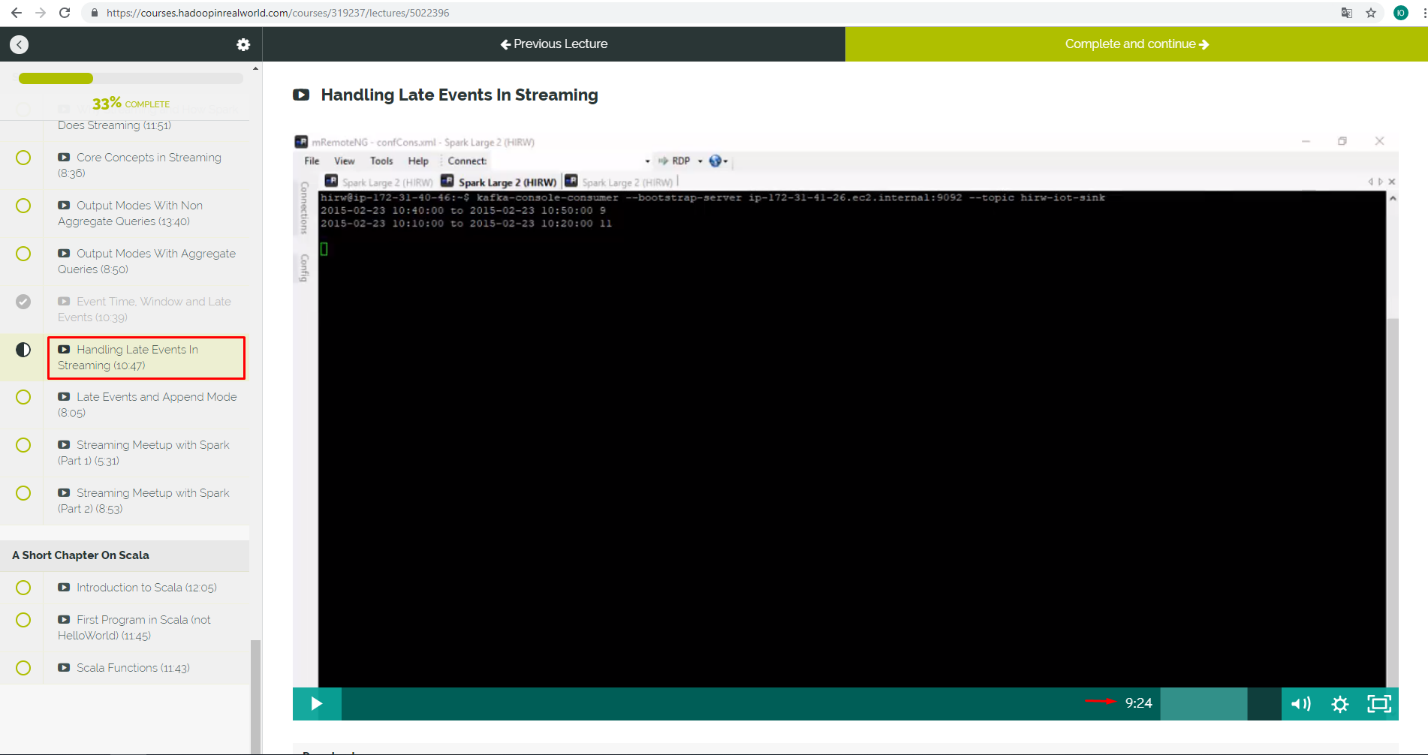 https://courses.hadoopinrealworld.com/courses/319237/lectures/5022396
Ю
Previous Lecture
Complete and continue
33% COMPLETE
Does Streaming (11:51)
Core Concepts in Streaming
(8:36)
Output Modes With Non
Aggregate Queries (13:40)
Output Modes With Aggregate
Queries (8:50)
Event Time, Window and Late
Events (10:39)
Handling Late Events In
Streaming (10:47)
Late Events and Append Mode
(8:05)
Streaming Meetup with Spark
(Part 1) (5:31)
Streaming Meetup with Spark
(Part 2) (8:53)
A Short Chapter On Scala
Introduction to Scala (12:05)
First Program in Scala (not
HelloWorld) (11:45)
Scala Functions (11:43)
Handling Late Events In Streaming
mRemoteNG - confCons.xml - Spark Large 2 (HIRW)
File View Tools Help Connect: RDP
Spark Large 2 (HIRW) Spark Large 2 (HIRW) Spark Large 2 (HIRW)
Connections
Config
hirw@ip-172-31-40-46:~$ kafka-console-consumer --bootstrap-server ip-172-31-41-26.ec2.internal:9092 --topic hirw-iot-sink
2015-02-23 10:40:00 to 2015-02-23 10:50:00 9
2015-02-23 10:10:00 to 2015-02-23 10:20:00 11
9:24